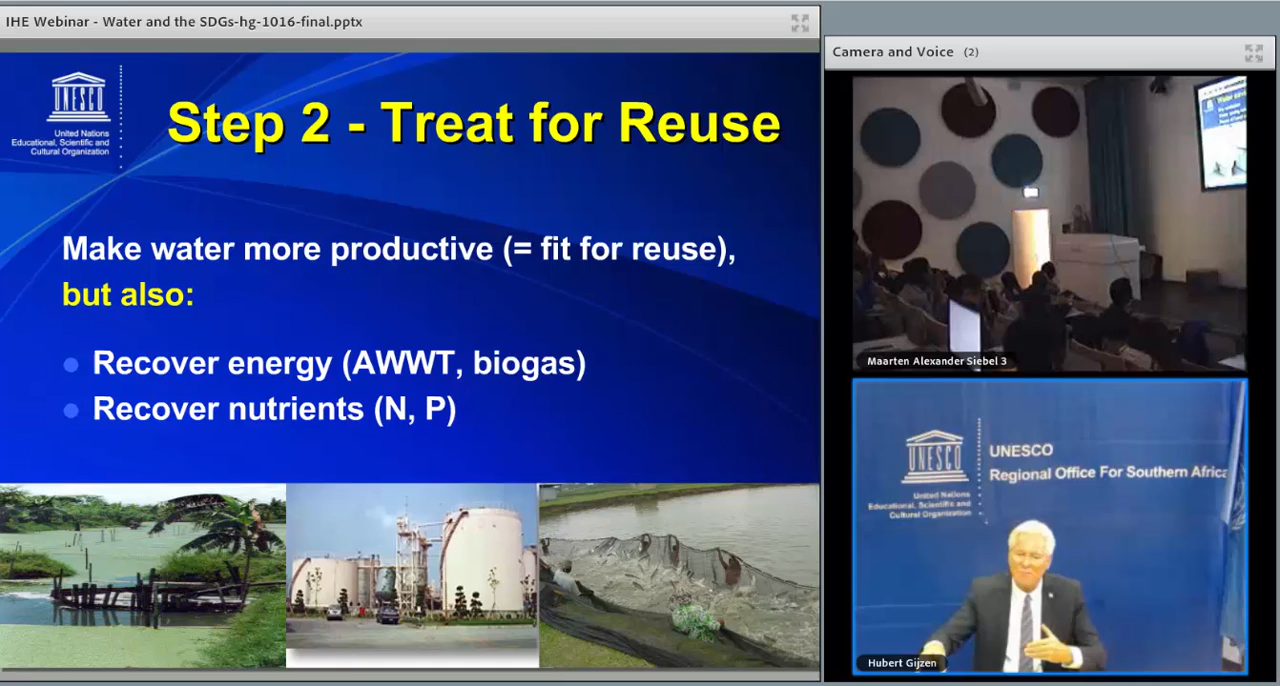 IHE Webinar - Water and the SDGs-hg-1016-final.pptx
UNESCO
United Nations
Educational, Scientific and
Cultural Organization
Step 2 - Treat for Reuse
Make water more productive (= fit for reuse),
but also:
Recover energy (AWWT, biogas)
Recover nutrients (N, P)
Camera and Voice (2)
Maarten Alexander Siebel 3
UNESCO
United Nations
Educational, Scientific and
Cultural Organization
UNESCO
Regional Office For Southern Africa
Hubert Gijzen